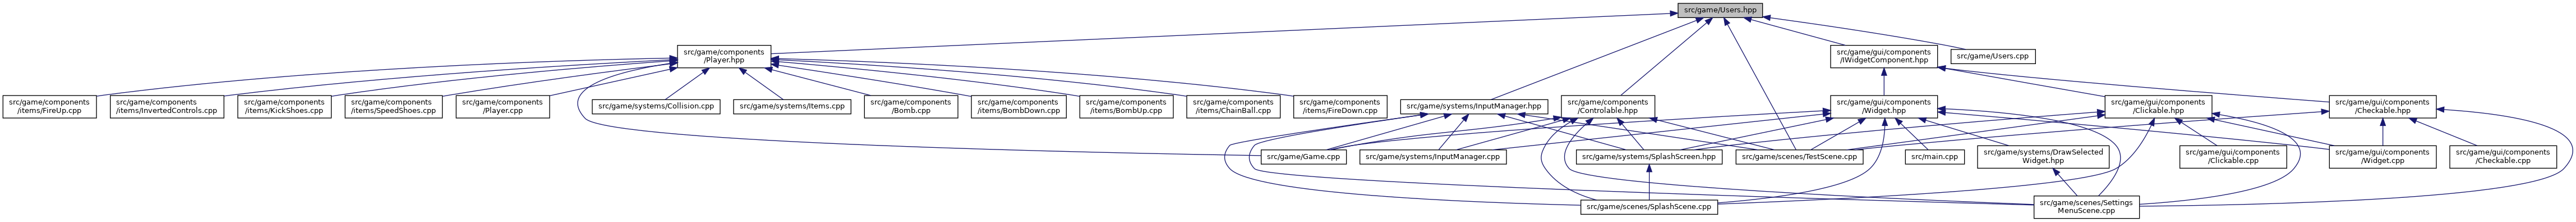 src/game/Users.hpp
src/game/components
/Player.hpp
src/game/gui/components
/IWidgetComponent.hpp
src/game/Users.cpp
src/game/components
/items/FireUp.cpp
src/game/components
/items/InvertedControls.cpp
src/game/components
/items/KickShoes.cpp
src/game/components
/items/SpeedShoes.cpp
src/game/components
/Player.cpp
src/game/systems/Collision.cpp
src/game/systems/Items.cpp
src/game/components
/Bomb.cpp
src/game/components
/items/BombDown.cpp
src/game/components
/items/BombUp.cpp
src/game/components
/items/ChainBall.cpp
src/game/components
/items/FireDown.cpp
src/game/systems/InputManager.hpp
src/game/components
/Controlable.hpp
src/game/gui/components
/Widget.hpp
src/game/gui/components
/Clickable.hpp
src/game/gui/components
/Checkable.hpp
src/game/Game.cpp
src/game/systems/InputManager.cpp
src/game/systems/SplashScreen.hpp
src/game/scenes/TestScene.cpp
src/main.cpp
src/game/systems/DrawSelected
Widget.hpp
src/game/gui/components
/Clickable.cpp
src/game/gui/components
/Widget.cpp
src/game/gui/components
/Checkable.cpp
src/game/scenes/SplashScene.cpp
src/game/scenes/Settings
MenuScene.cpp